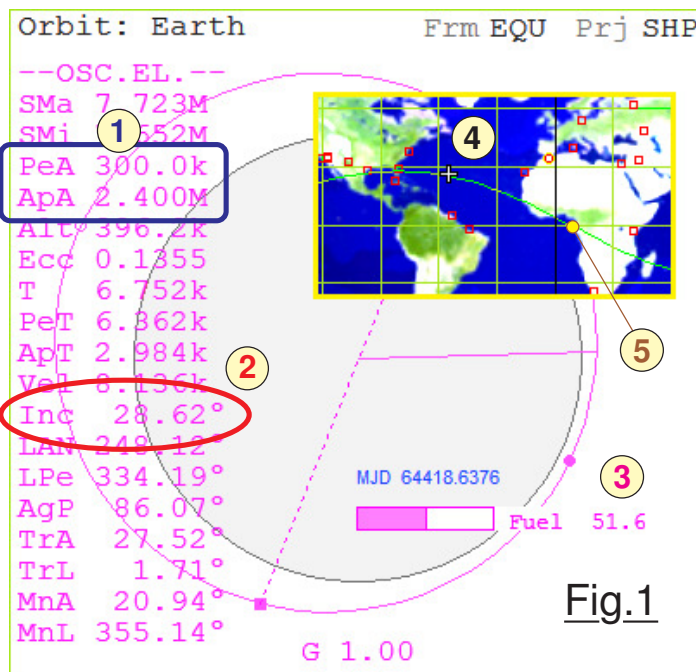 Orbit: Earth Frm EQU Prj SHP
--OSC.EL.--
SMa 7.723M
SMi 552M
1
PeA 300.0k
ApA 2.400M
4
Alt 396.2k
Ecc 0.1355
T 6.752k
PeT 6.362k
ApT 2.984k
5
Vel 8.136k
2
Inc 28.62°
LAN 248.12°
LPe 334.19°
MJD 64418.6376
3
AgP 86.07°
Fuel 51.6
TrA 27.52°
TrL 1.71°
MnA 20.94°
Fig.1
MnL 355.14°
G 1.00